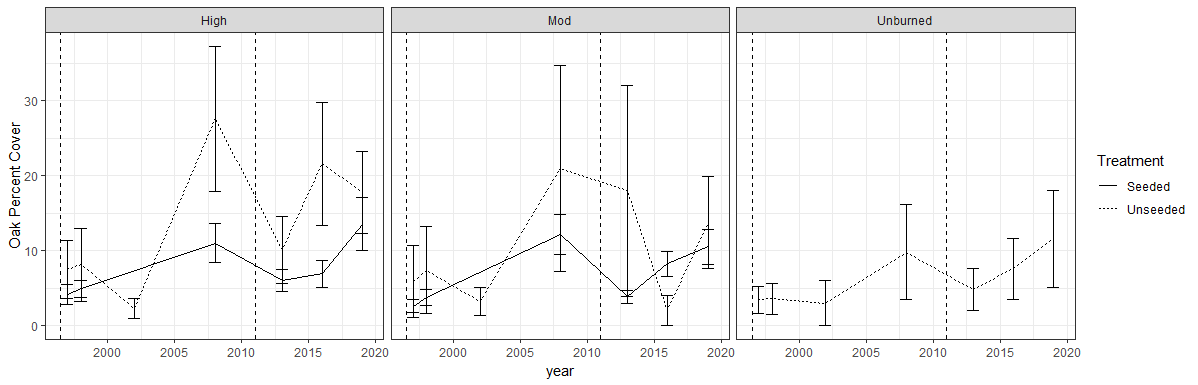 High Mod Unburned
Oak Percent Cover
30
20
10
0
2000 2005 2010 2015 2020 2000 2005 2010 2015 2020 2000 2005 2010 2015 2020
year
Treatment
Seeded
Unseeded